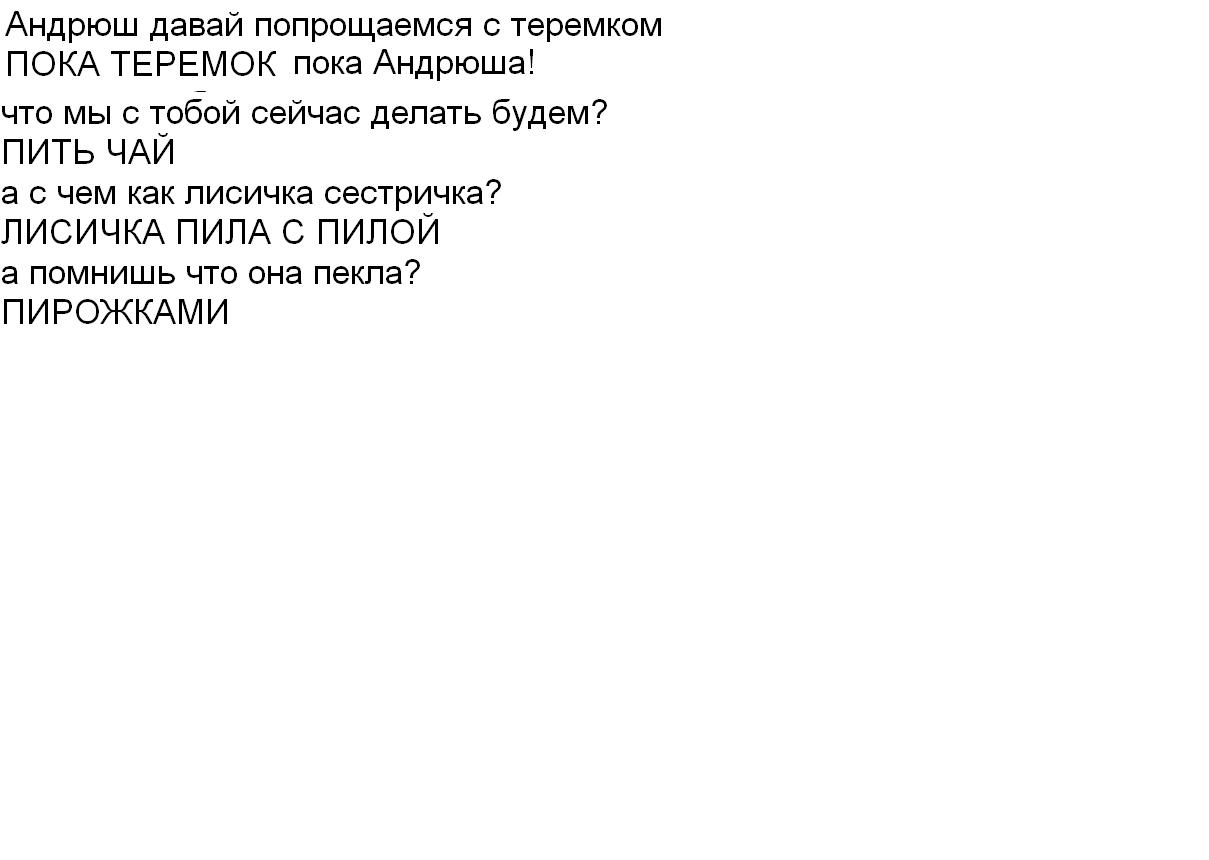 Андрюш давай попрощаемся с теремком
ПОКА ТЕРЕМОК пока Андрюша!
что мы с тобой сейчас делать будем?
ПИТЬ ЧАЙ
а с чем как лисичка сестричка?
ЛИСИЧКА ПИЛА С ПИЛОЙ
а помнишь что она пекла?
ПИРОЖКАМИ